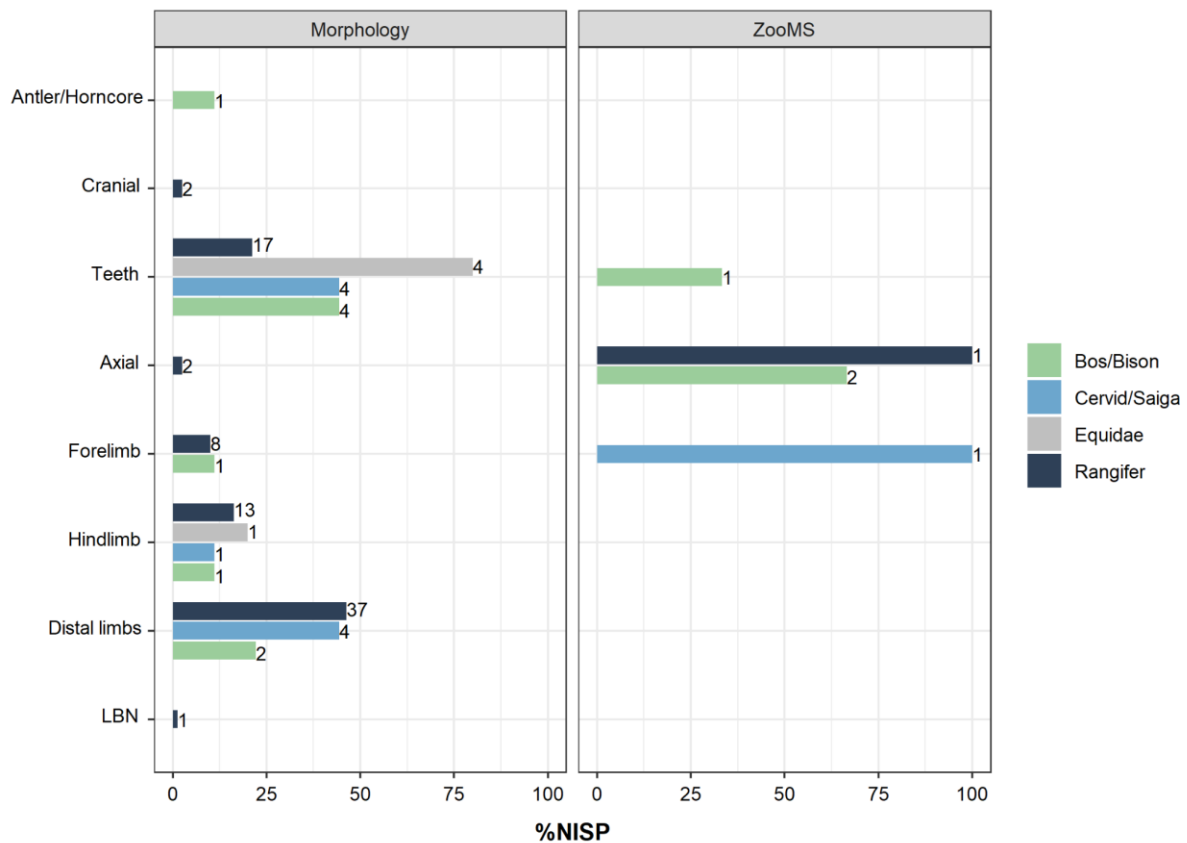 Morphology ZooMS
Antler/Horncore 1
Cranial 2
17
Teeth 4 1
4
4
Axial 2 1
2
Forelimb 8 1
1
13
Hindlimb 1
1
1
37
Distal limbs 4
2
LBN 1
0 25 50 75 100 0 25 50 75 100
%NISP
Bos/Bison
Cervid/Saiga
Equidae
Rangifer